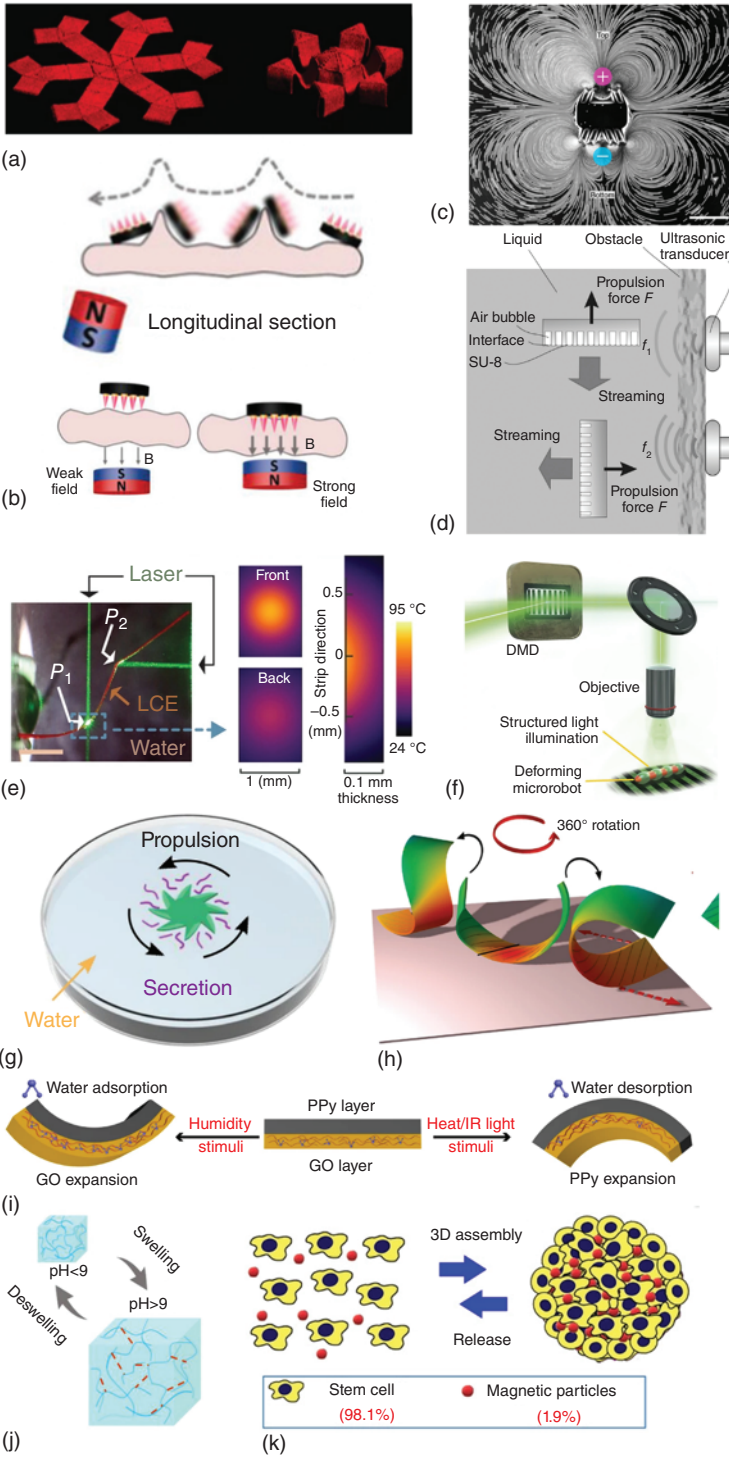 (a)
Top
+
−
Bottom
(c)
N
S
Longitudinal section
B
S
N
Weak
field
B
S
N
Strong
field
(b)
Liquid
Obstacle
Ultrasonic
transducer
Propulsion
force F
Air bubble
Interface
SU-8
f1
Streaming
Streaming
f2
Propulsion
force F
(d)
Laser
P2
P1
LCE
Water
Front
Back
1 (mm)
Strip direction
0.5
0
−0.5
(mm)
0.1 mm
thickness
95 °C
24 °C
(e)
DMD
Objective
Structured light
illumination
Deforming
microrobot
(f)
Propulsion
Secretion
Water
(g)
360° rotation
(h)
Water adsorption
GO expansion
Humidity
stimuli
PPy layer
GO layer
Heat/IR light
stimuli
Water desorption
PPy expansion
(i)
pH<9
Swelling
Deswelling
pH>9
(j)
3D assembly
Release
Stem cell
(98.1%)
Magnetic particles
(1.9%)
(k)